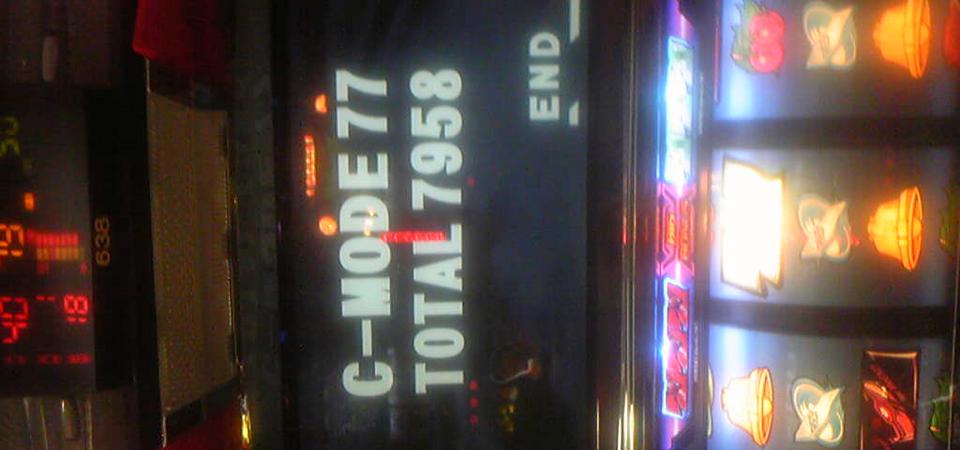 638
C-MODE 77
TOTAL 7958
END